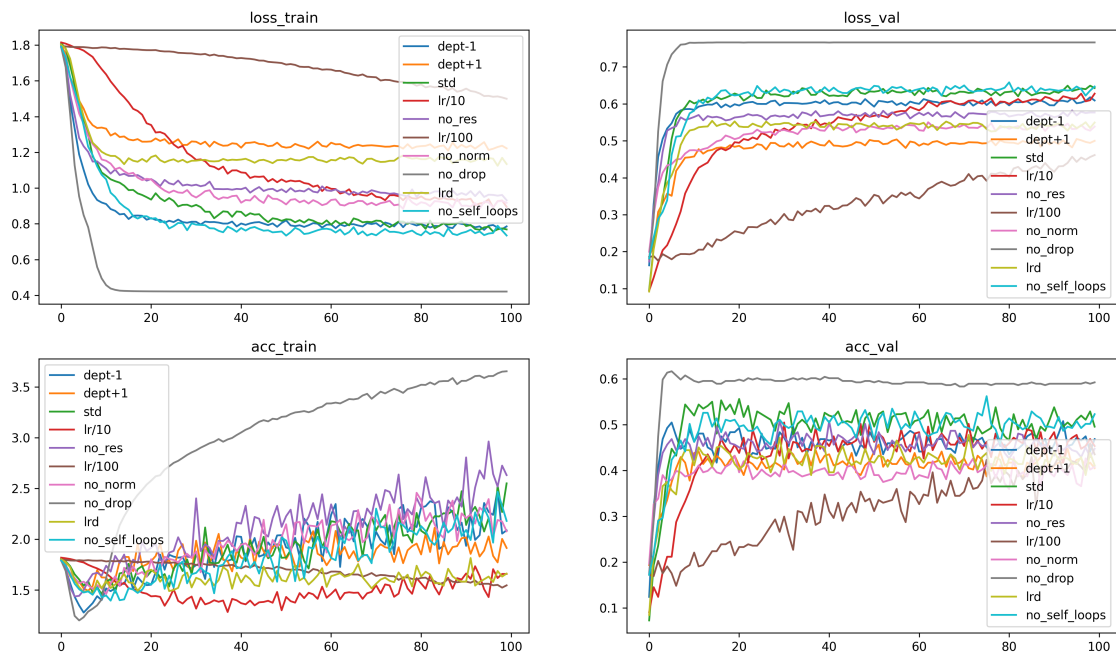 loss_train
1.8
1.6
1.4
1.2
1.0
0.8
0.6
0.4
0 20 40 60 80 100
dept-1
dept+1
std
lr/10
no_res
lr/100
no_norm
no_drop
lrd
no_self_loops
loss_val
0.7
0.6
0.5
0.4
0.3
0.2
0.1
0 20 40 60 80 100
dept-1
dept+1
std
lr/10
no_res
lr/100
no_norm
no_drop
lrd
no_self_loops
acc_train
3.5
3.0
2.5
2.0
1.5
0 20 40 60 80 100
dept-1
dept+1
std
lr/10
no_res
lr/100
no_norm
no_drop
lrd
no_self_loops
acc_val
0.6
0.5
0.4
0.3
0.2
0.1
0 20 40 60 80 100
dept-1
dept+1
std
lr/10
no_res
lr/100
no_norm
no_drop
lrd
no_self_loops